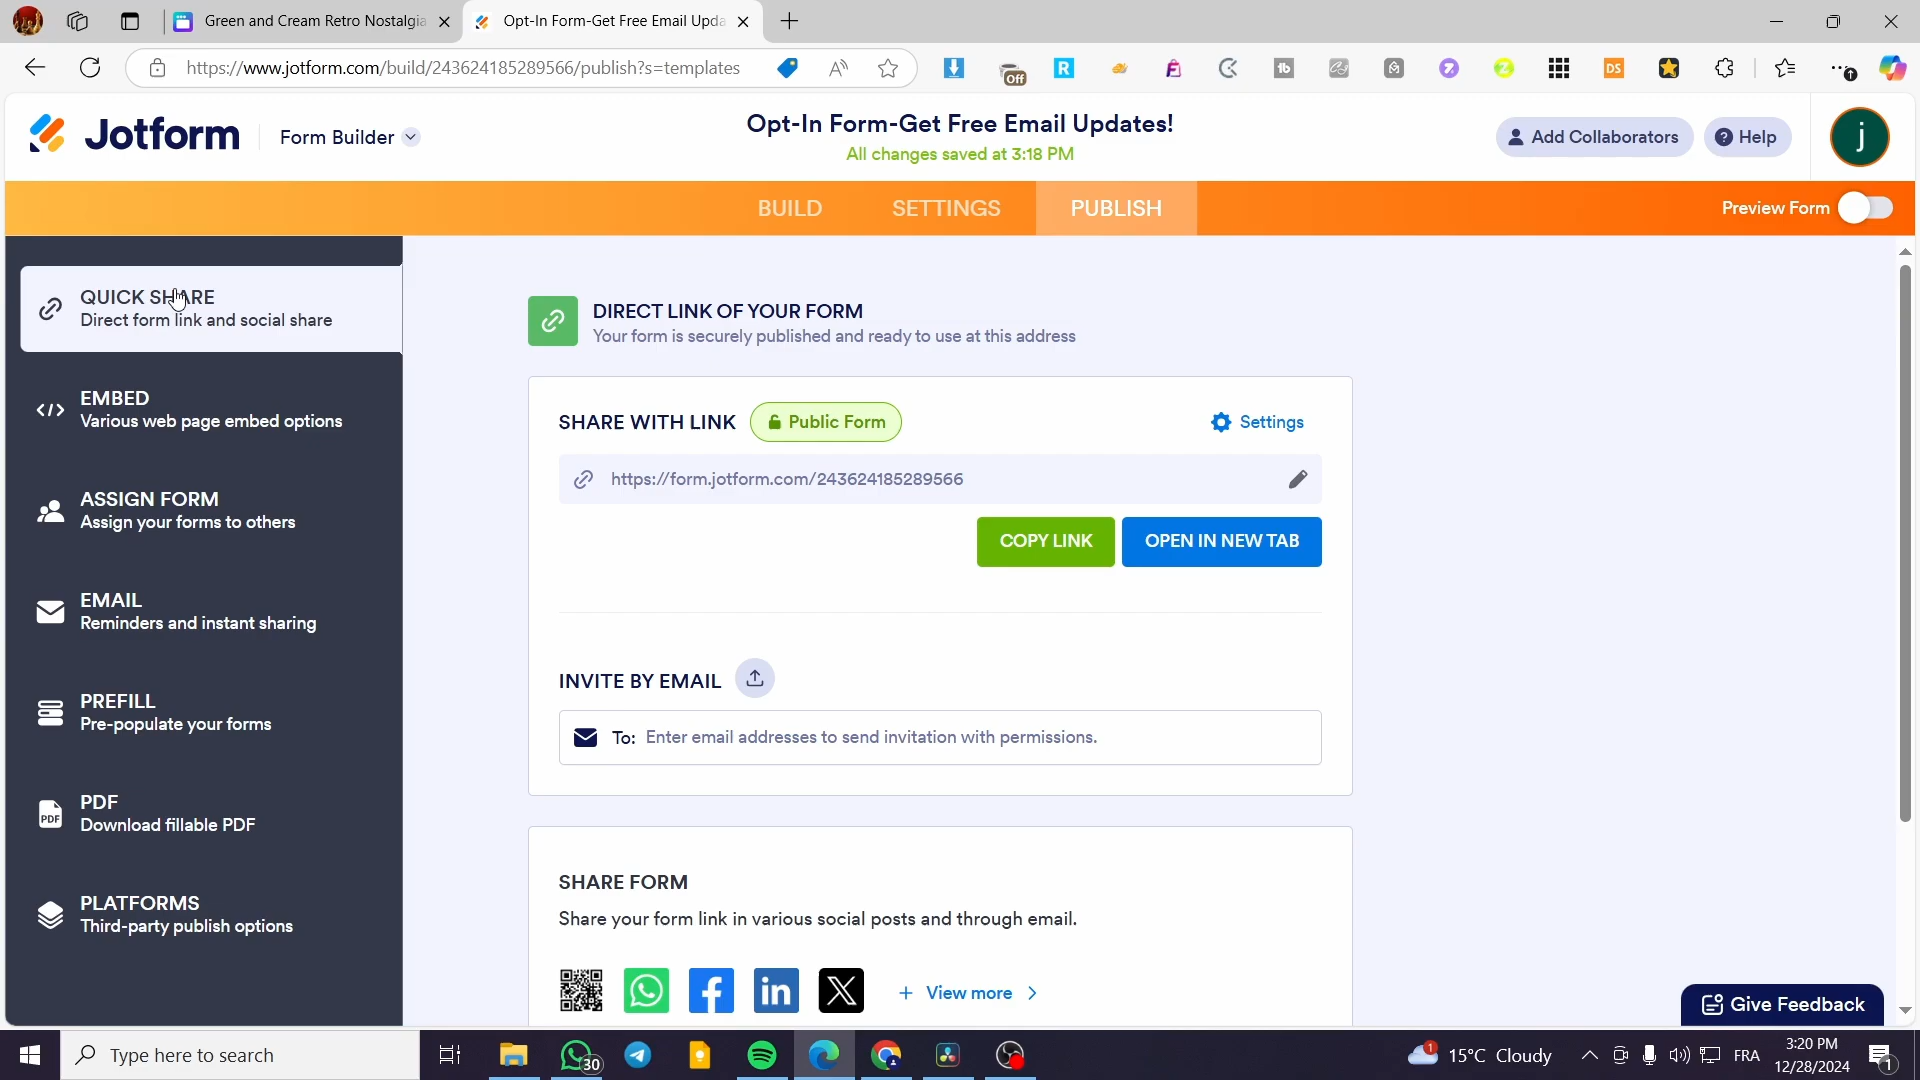 Green and Cream Retro Nostalgia
Opt-In Form-Get Free Email Upda
https://www.jotform.com/build/243624185289566/publish?s=templates
Off
R
tb
DS
Jotform
Form Builder
Opt-In Form-Get Free Email Updates!
All changes saved at 3:18 PM
Add Collaborators
Help
j
BUILD
SETTINGS
PUBLISH
Preview Form
QUICK SHARE
Direct form link and social share
EMBED
Various web page embed options
ASSIGN FORM
Assign your forms to others
EMAIL
Reminders and instant sharing
PREFILL
Pre-populate your forms
PDF
PDF
Download fillable PDF
PLATFORMS
Third-party publish options
DIRECT LINK OF YOUR FORM
Your form is securely published and ready to use at this address
SHARE WITH LINK
Public Form
Settings
https://form.jotform.com/243624185289566
COPY LINK
OPEN IN NEW TAB
INVITE BY EMAIL
To: Enter email addresses to send invitation with permissions.
SHARE FORM
Share your form link in various social posts and through email.
+ View more
Give Feedback
Type here to search
30
1
15°C Cloudy
FRA
3:20 PM
12/28/2024
1